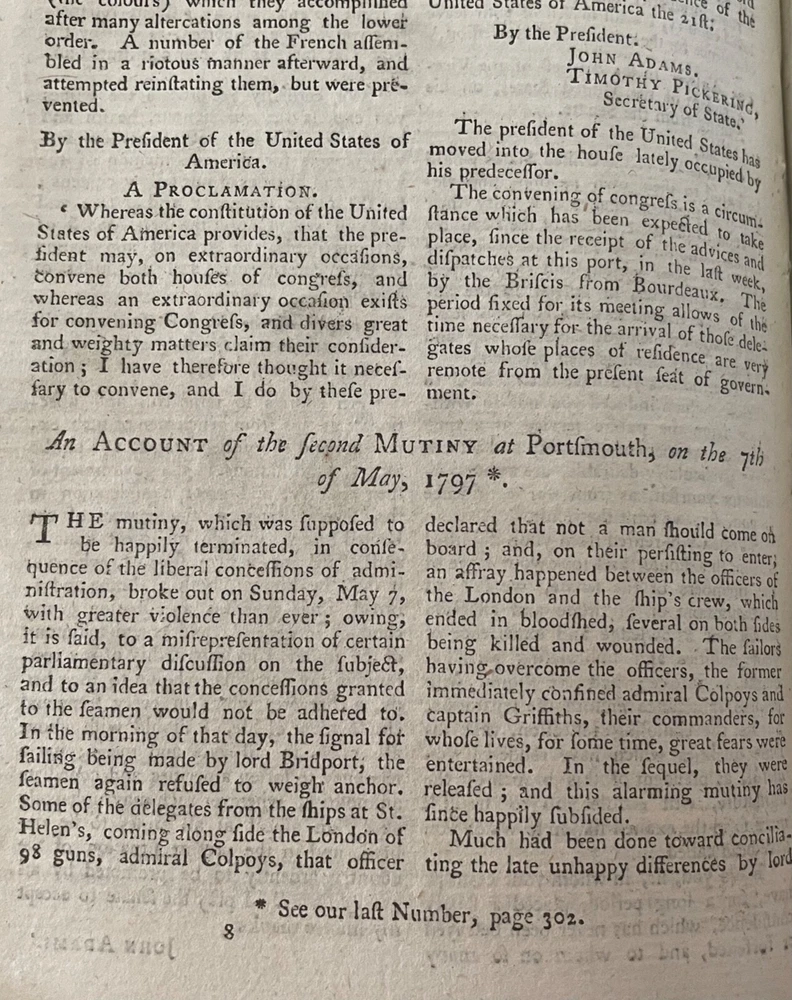 (the colours) which they accomplished
after many altercations among the lower
order. A number of the French aſſem-
bled in a riotous manner afterward, and
attempted reinſtating them, but were pre-
vented.
By the Preſident of the United States of
America.
A PROCLAMATION.
‘ Whereas the conſtitution of the United
States of America provides, that the pre-
ſident may, on extraordinary occaſions,
convene both houſes of congreſs, and
whereas an extraordinary occaſion exiſts
for convening Congreſs, and divers great
and weighty matters claim their conſider-
ation ; I have therefore thought it neceſ-
ſary to convene, and I do by theſe pre-
of the
United States of America the 21ſt.
By the Preſident.
JOHN ADAMS.
TIMOTHY PICKERING,
Secretary of State.’
The preſident of the United States has
moved into the houſe lately occupied by
his predeceſſor.
The convening of congreſs is a circum-
ſtance which has been expected to take
place, ſince the receipt of the advices and
diſpatches at this port, in the laſt week,
by the Briſcis from Bourdeaux. The
period fixed for its meeting allows of the
time neceſſary for the arrival of thoſe dele-
gates whoſe places of reſidence are very
remote from the preſent ſeat of govern-
ment.
An ACCOUNT of the ſecond MUTINY at Portſmouth, on the 7th
of May, 1797 *.
THE mutiny, which was ſuppoſed to
be happily terminated, in conſe-
quence of the liberal conceſſions of admi-
niſtration, broke out on Sunday, May 7,
with greater violence than ever ; owing,
it is ſaid, to a miſrepreſentation of certain
parliamentary diſcuſſion on the ſubject,
and to an idea that the conceſſions granted
to the ſeamen would not be adhered to.
In the morning of that day, the ſignal for
ſailing being made by lord Bridport, the
ſeamen again refuſed to weigh anchor.
Some of the delegates from the ſhips at St.
Helen's, coming along ſide the London of
98 guns, admiral Colpoys, that officer
declared that not a man ſhould come on
board ; and, on their perſiſting to enter,
an affray happened between the officers of
the London and the ſhip's crew, which
ended in bloodſhed, ſeveral on both ſides
being killed and wounded. The ſailors
having overcome the officers, the former
immediately confined admiral Colpoys and
captain Griffiths, their commanders, for
whoſe lives, for ſome time, great fears were
entertained. In the ſequel, they were
releaſed ; and this alarming mutiny has
ſince happily ſubſided.
Much had been done toward concilia-
ting the late unhappy differences by lord
* See our laſt Number, page 302.
8